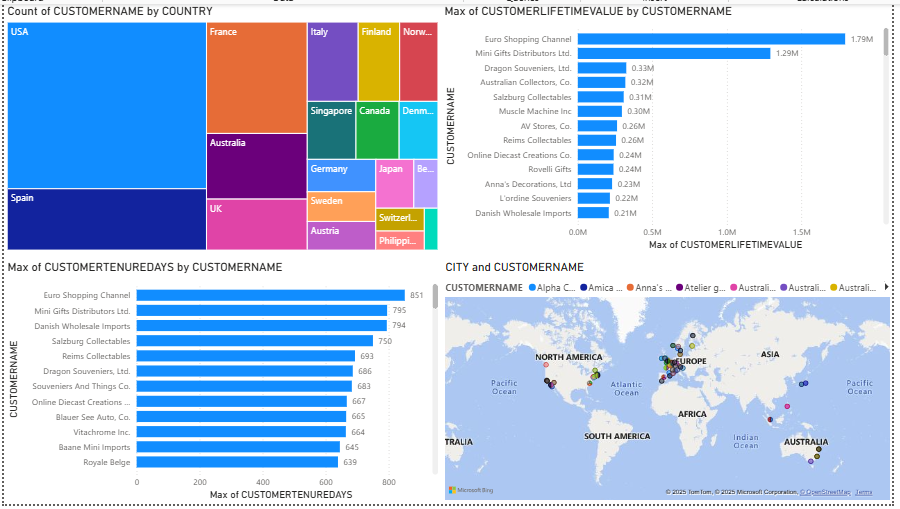 Count of CUSTOMERNAME by COUNTRY
USA
Spain
France
Australia
UK
Italy
Finland
Norw...
Singapore
Canada
Denm...
Germany
Sweden
Austria
Japan
Be...
Switzerl...
Philippi...
Max of CUSTOMERLIFETIMEVALUE by CUSTOMERNAME
CUSTOMERNAME
Euro Shopping Channel 1.79M
Mini Gifts Distributors Ltd. 1.29M
Dragon Souveniers, Ltd. 0.33M
Australian Collectors, Co. 0.32M
Salzburg Collectables 0.31M
Muscle Machine Inc 0.30M
AV Stores, Co. 0.26M
Reims Collectables 0.26M
Online Diecast Creations Co. 0.24M
Rovelli Gifts 0.24M
Anna's Decorations, Ltd 0.23M
L'ordine Souveniers 0.22M
Danish Wholesale Imports 0.21M
0.0M 0.5M 1.0M 1.5M
Max of CUSTOMERLIFETIMEVALUE
Max of CUSTOMERTENUREDAYS by CUSTOMERNAME
CUSTOMERNAME
Euro Shopping Channel 851
Mini Gifts Distributors Ltd. 795
Danish Wholesale Imports 794
Salzburg Collectables 750
Reims Collectables 693
Dragon Souveniers, Ltd. 686
Souveniers And Things Co. 683
Online Diecast Creations ... 667
Blauer See Auto, Co. 665
Vitachrome Inc. 664
Baane Mini Imports 645
Royale Belge 639
0 200 400 600 800
Max of CUSTOMERTENUREDAYS
CITY and CUSTOMERNAME
CUSTOMERNAME Alpha C... Amica ... Anna's ... Atelier g... Australi... Australi... Australi...
NORTH AMERICA
EUROPE
ASIA
Pacific
Ocean
Atlantic
Ocean
Pacific
Ocean
AFRICA
SOUTH AMERICA
Indian
Ocean
TRALIA
AUSTRALIA
Microsoft Bing
© 2025 TomTom, © 2025 Microsoft Corporation, © OpenStreetMap Terms